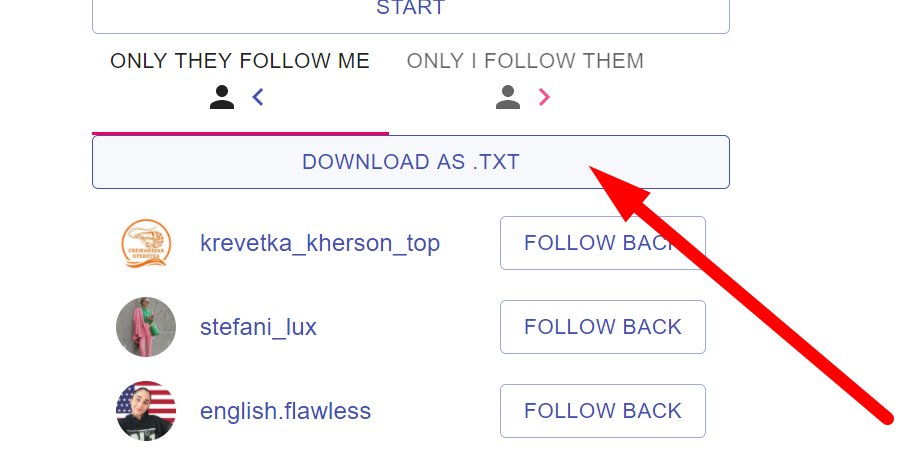 START
ONLY THEY FOLLOW ME
ONLY I FOLLOW THEM
DOWNLOAD AS .TXT
krevetka_kherson_top
FOLLOW BACK
stefani_lux
FOLLOW BACK
english.flawless
FOLLOW BACK